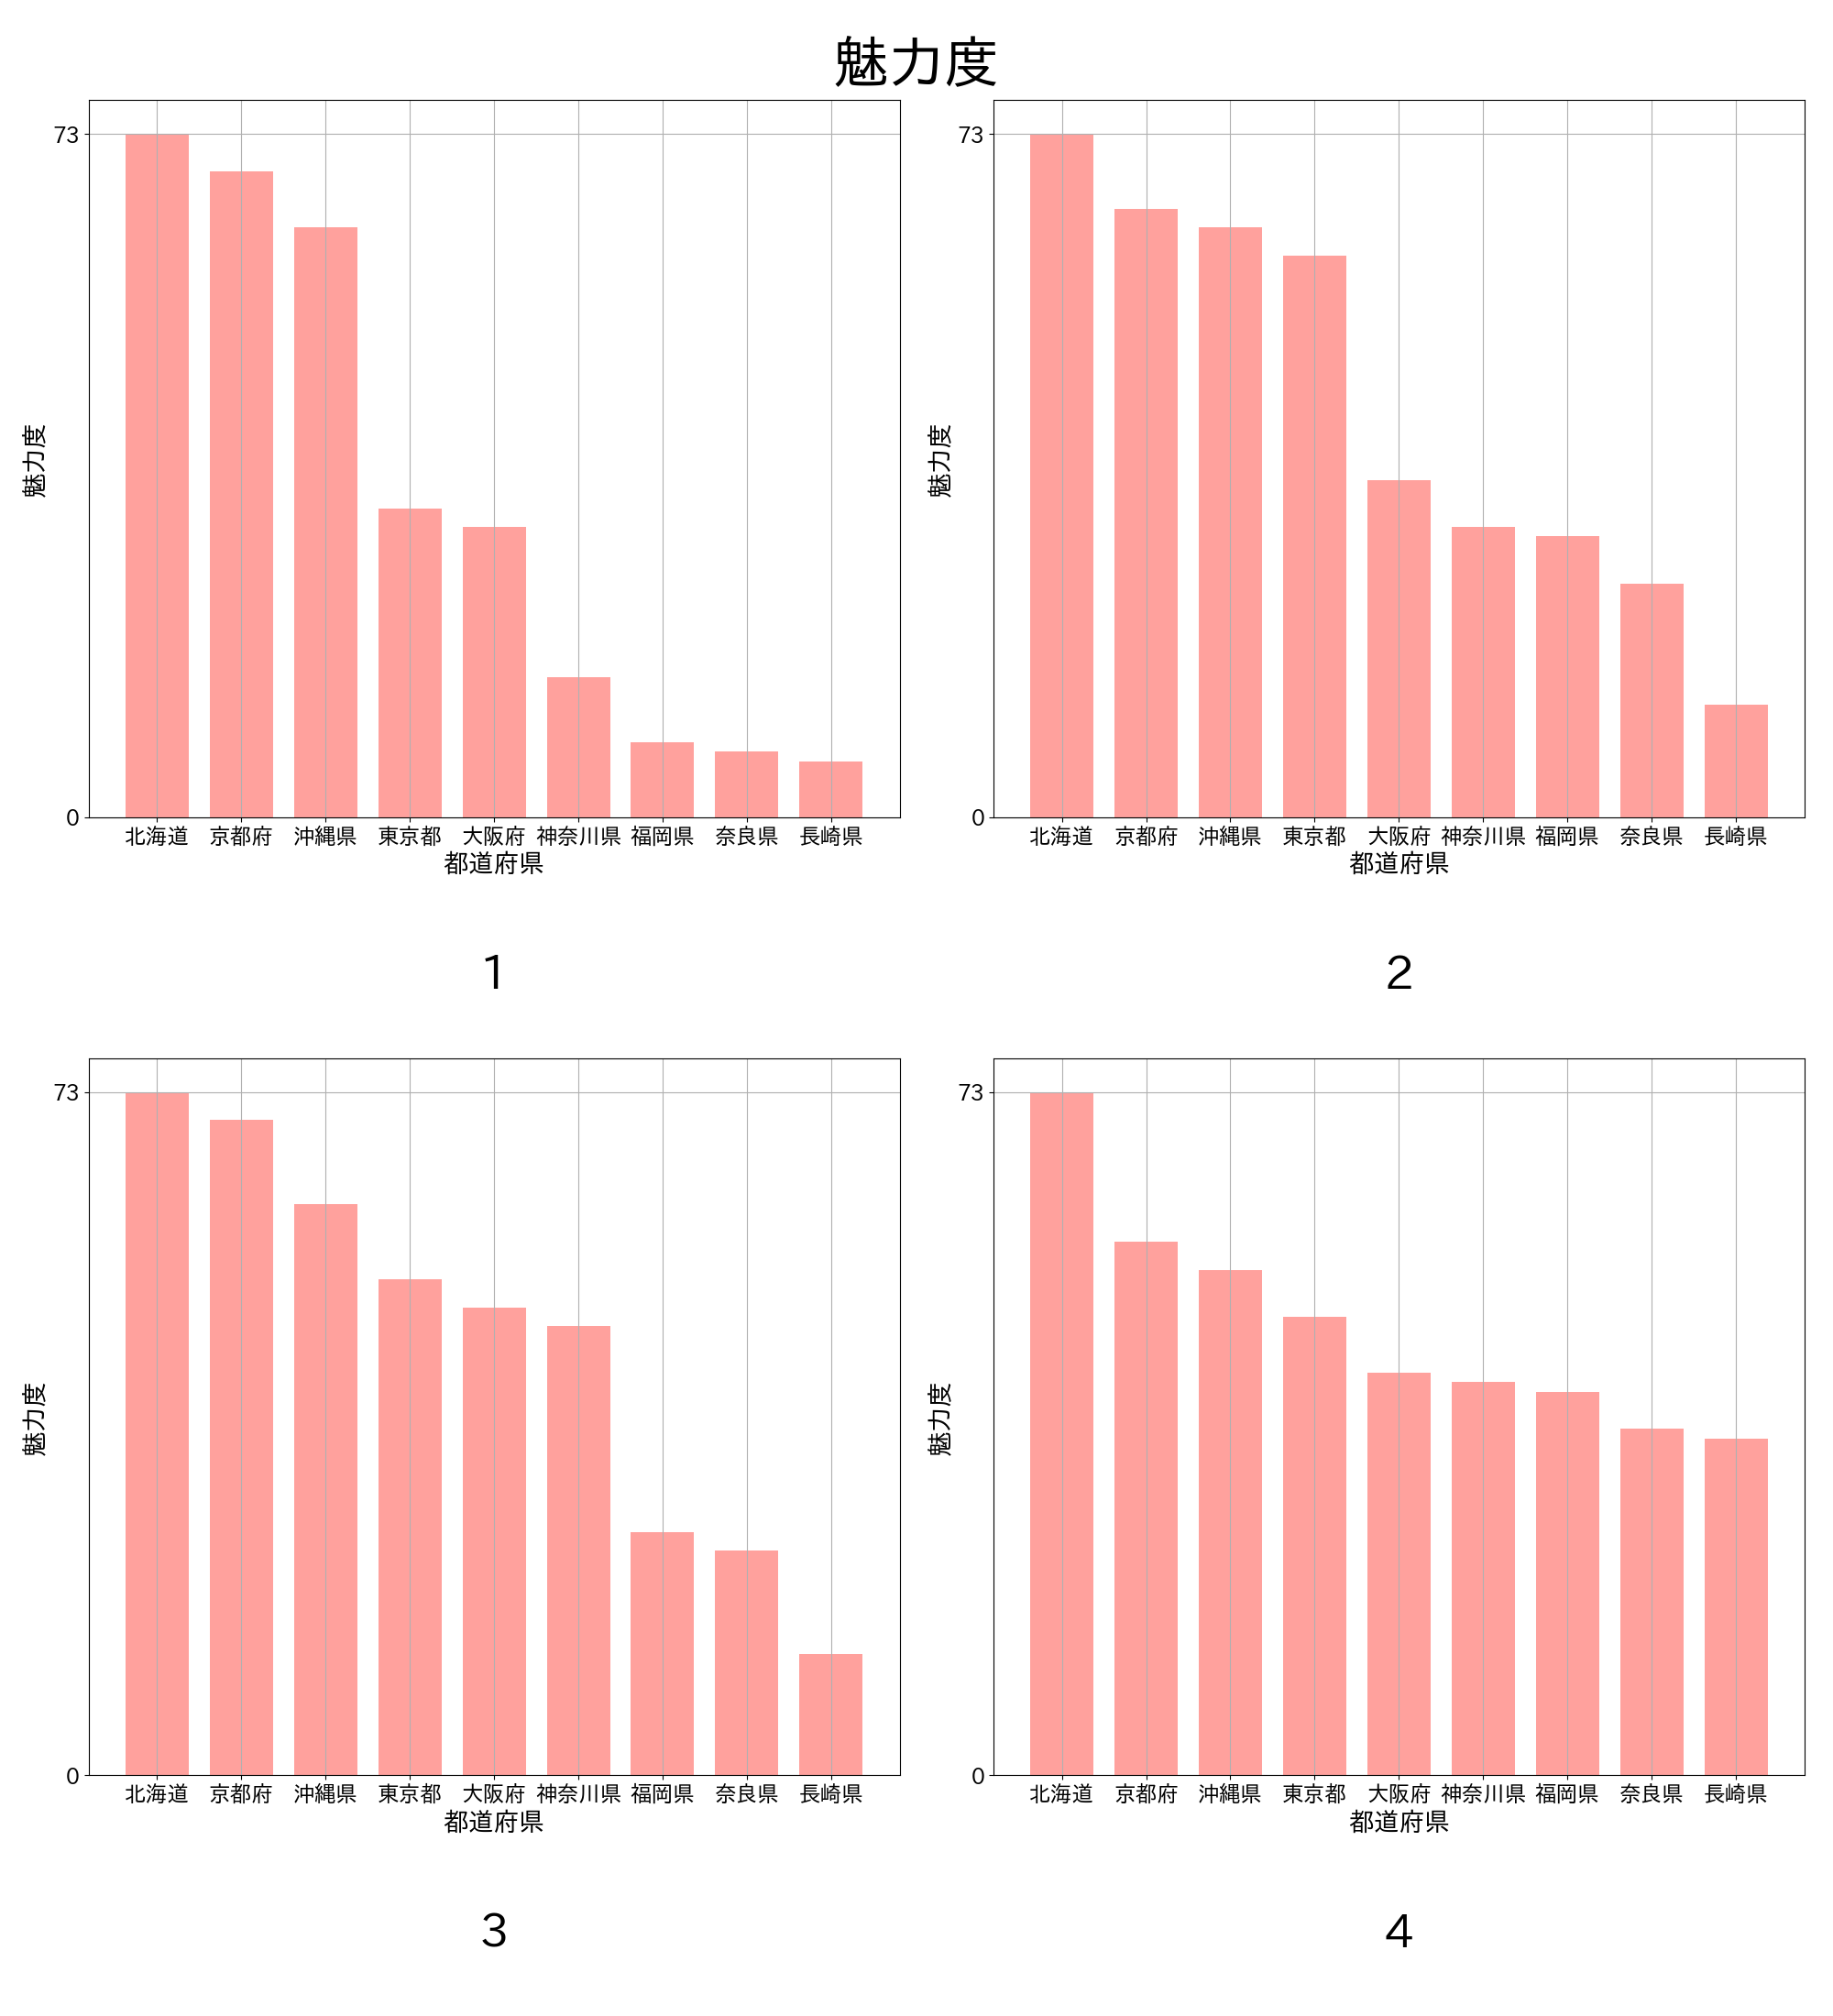 魅力度
73
0
魅力度
北海道 京都府 沖縄県 東京都 大阪府 神奈川県 福岡県 奈良県 長崎県
都道府県
1
73
0
魅力度
北海道 京都府 沖縄県 東京都 大阪府 神奈川県 福岡県 奈良県 長崎県
都道府県
2
73
0
魅力度
北海道 京都府 沖縄県 東京都 大阪府 神奈川県 福岡県 奈良県 長崎県
都道府県
3
73
0
魅力度
北海道 京都府 沖縄県 東京都 大阪府 神奈川県 福岡県 奈良県 長崎県
都道府県
4